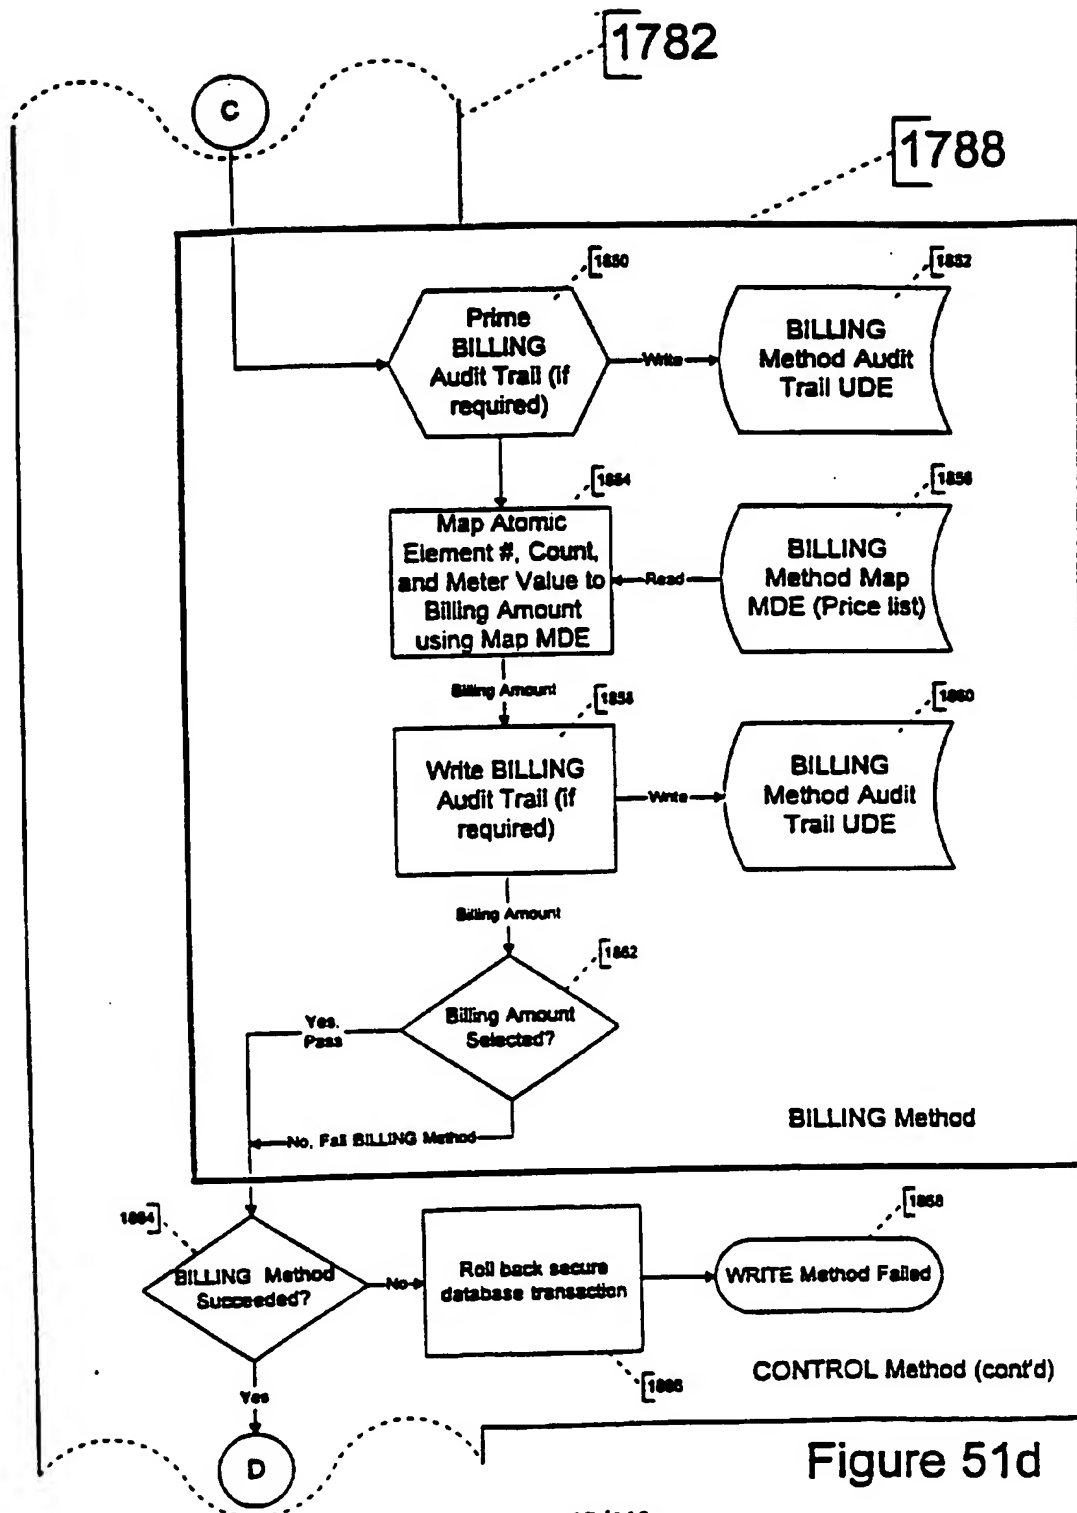 1782
C
1788
1850
1852
Prime
BILLING
Audit Trail (if
required)
Write
BILLING
Method Audit
Trail UDE
1854
1856
Map Atomic
Element #, Count,
and Meter Value to
Billing Amount
using Map MDE
Read
BILLING
Method Map
MDE (Price list)
Billing Amount
1858
1860
Write BILLING
Audit Trail (if
required)
Write
BILLING
Method Audit
Trail UDE
Billing Amount
1862
Billing Amount
Selected?
Yes,
Pass
No, Fail BILLING Method
BILLING Method
1864
1868
BILLING Method
Succeeded?
No
Roll back secure
database transaction
WRITE Method Failed
1866
CONTROL Method (cont'd)
Yes
D
Figure 51d